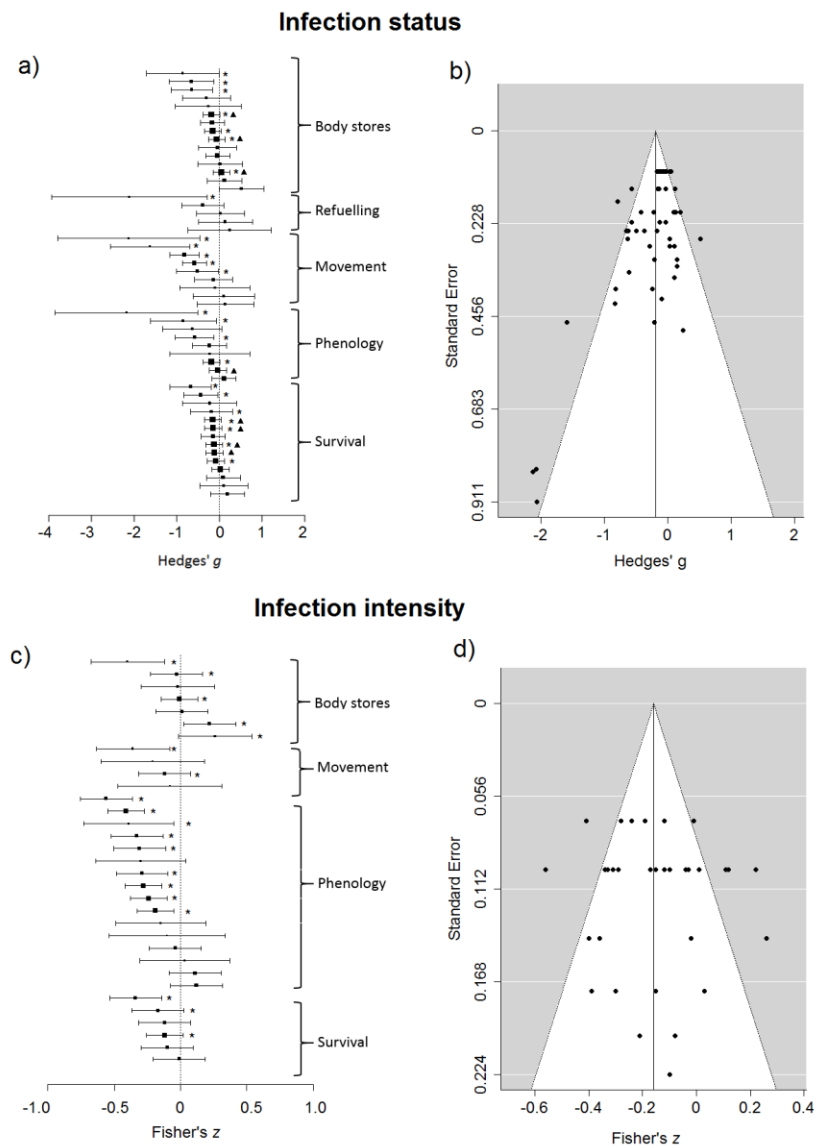 Infection status
a)
Body stores
Refuelling
Movement
Phenology
Survival
-4 -3 -2 -1 0 1 2
Hedges' g
b)
Standard Error
0
0.228
0.456
0.683
0.911
-2 -1 0 1 2
Hedges' g
Infection intensity
c)
Body stores
Movement
Phenology
Survival
-1.0 -0.5 0 0.5 1.0
Fisher's z
d)
Standard Error
0
0.056
0.112
0.168
0.224
-0.6 -0.4 -0.2 0.0 0.2 0.4
Fisher's z